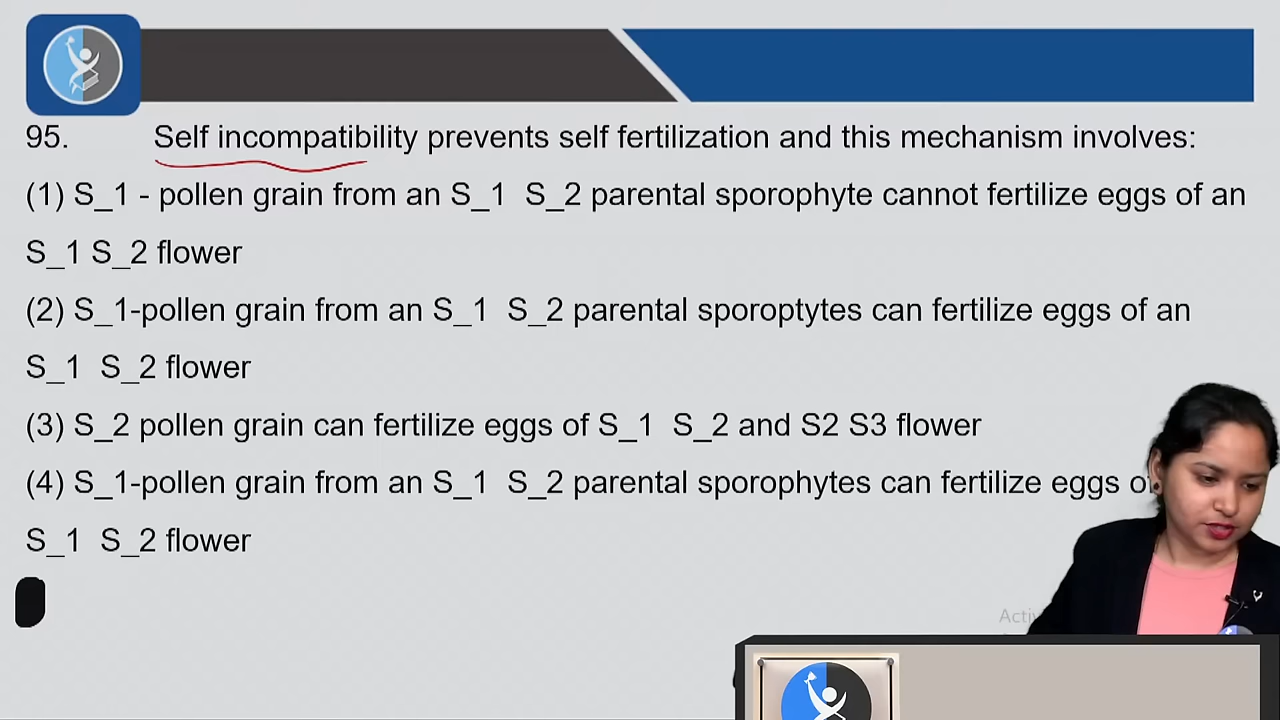 95. Self incompatibility prevents self fertilization and this mechanism involves:
(1) S_1 - pollen grain from an S_1 S_2 parental sporophyte cannot fertilize eggs of an
S_1 S_2 flower
(2) S_1-pollen grain from an S_1 S_2 parental sporoptytes can fertilize eggs of an
S_1 S_2 flower
(3) S_2 pollen grain can fertilize eggs of S_1 S_2 and S2 S3 flower
(4) S_1-pollen grain from an S_1 S_2 parental sporophytes can fertilize eggs of
S_1 S_2 flower